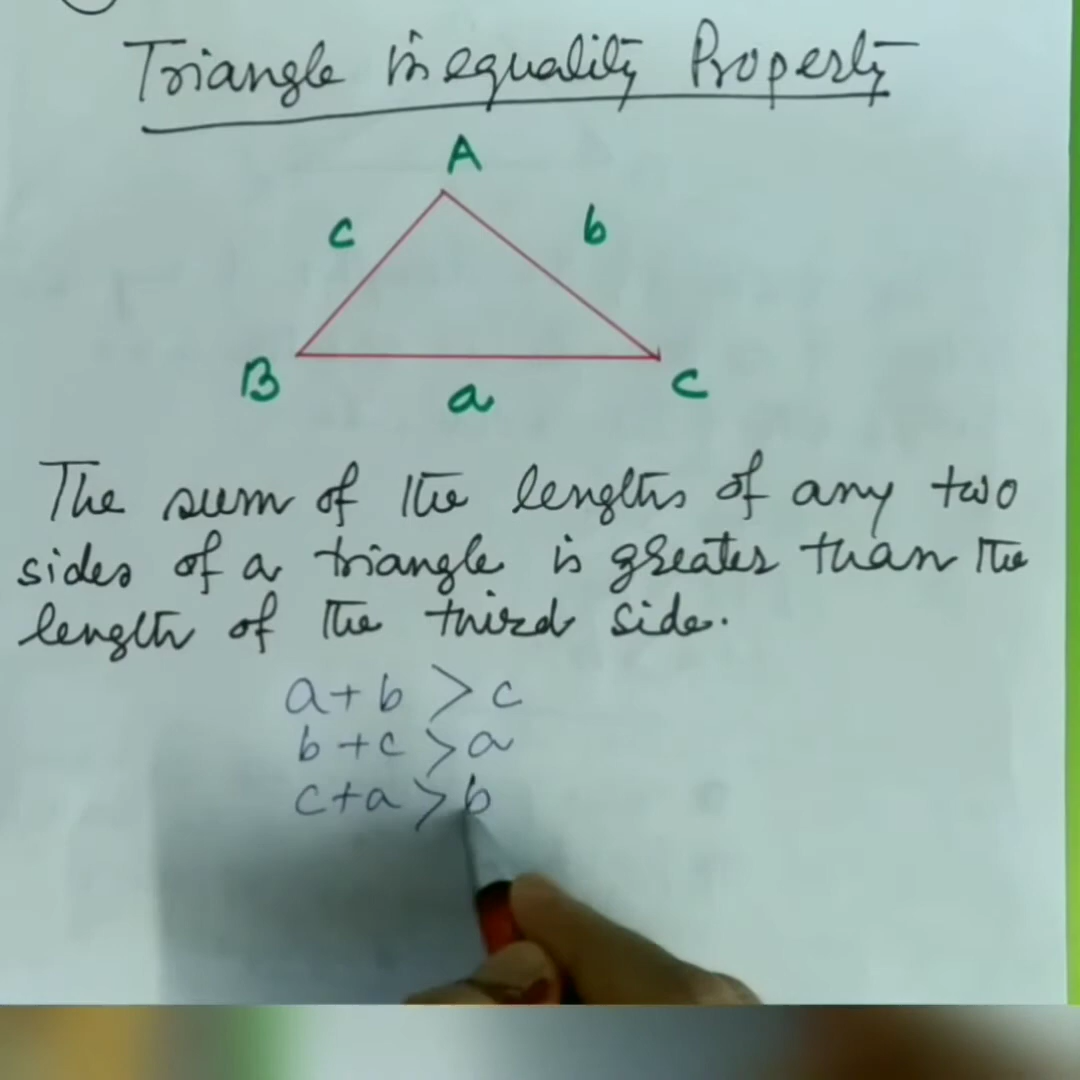 Triangle inequality Property
A
c
b
B
a
C
The sum of the lengths of any two
sides of a triangle is greater than the
length of the third side.
a+b > c
b+c > a
c+a > b